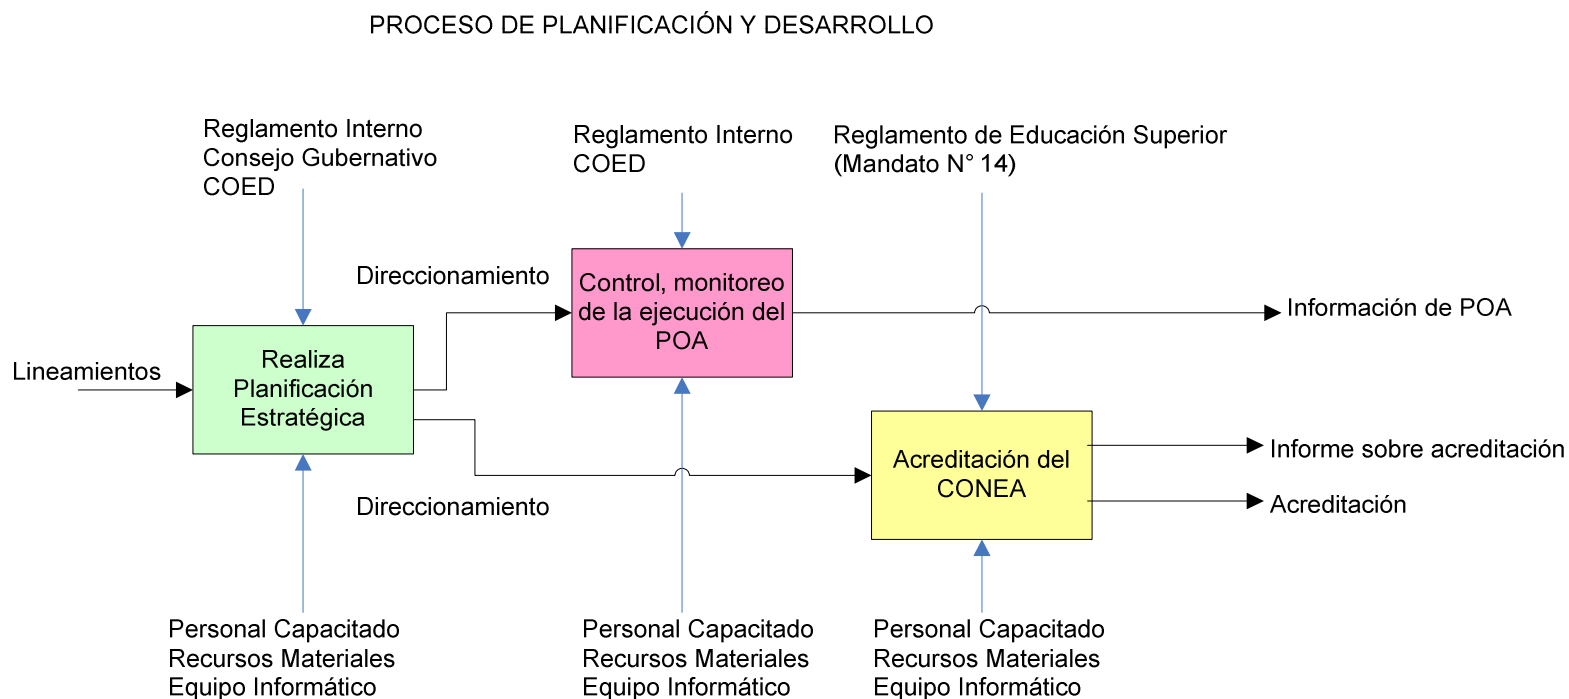 PROCESO DE PLANIFICACIÓN Y DESARROLLO
Reglamento Interno
Consejo Gubernativo
COED
Reglamento Interno
COED
Reglamento de Educación Superior
(Mandato N° 14)
Direccionamiento
Control, monitoreo
de la ejecución del
POA
Información de POA
Lineamientos
Realiza
Planificación
Estratégica
Direccionamiento
Acreditación del
CONEA
Informe sobre acreditación
Acreditación
Personal Capacitado
Recursos Materiales
Equipo Informático
Personal Capacitado
Recursos Materiales
Equipo Informático
Personal Capacitado
Recursos Materiales
Equipo Informático